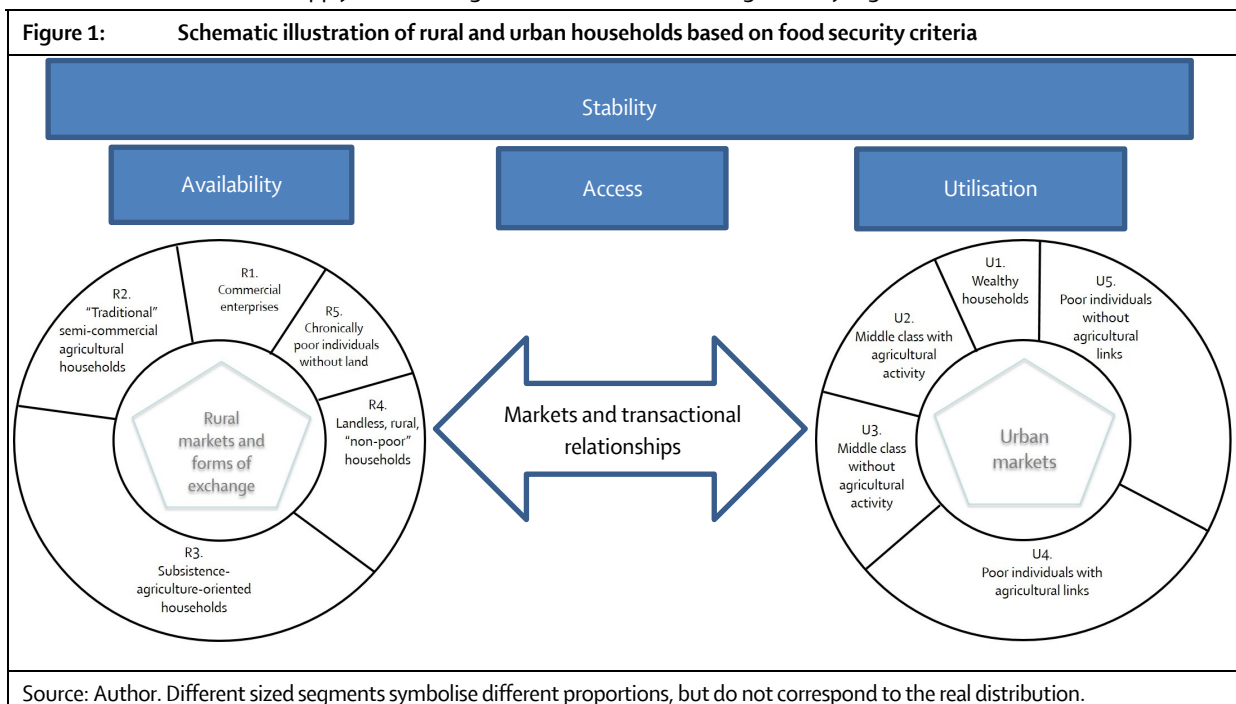 Figure 1: Schematic illustration of rural and urban households based on food security criteria
Stability
Availability
Access
Utilisation
R1.
Commercial
enterprises
R2.
"Traditional"
semi-commercial
agricultural
households
R5.
Chronically
poor individuals
without land
R4.
Landless, rural,
"non-poor"
households
Rural
markets and
forms of
exchange
R3.
Subsistence-
agriculture-oriented
households
Markets and transactional
relationships
U1.
Wealthy
households
U5.
Poor individuals
without
agricultural
links
U2.
Middle class with
agricultural
activity
U3.
Middle class
without
agricultural
activity
Urban
markets
U4.
Poor individuals with
agricultural links
Source: Author. Different sized segments symbolise different proportions, but do not correspond to the real distribution.